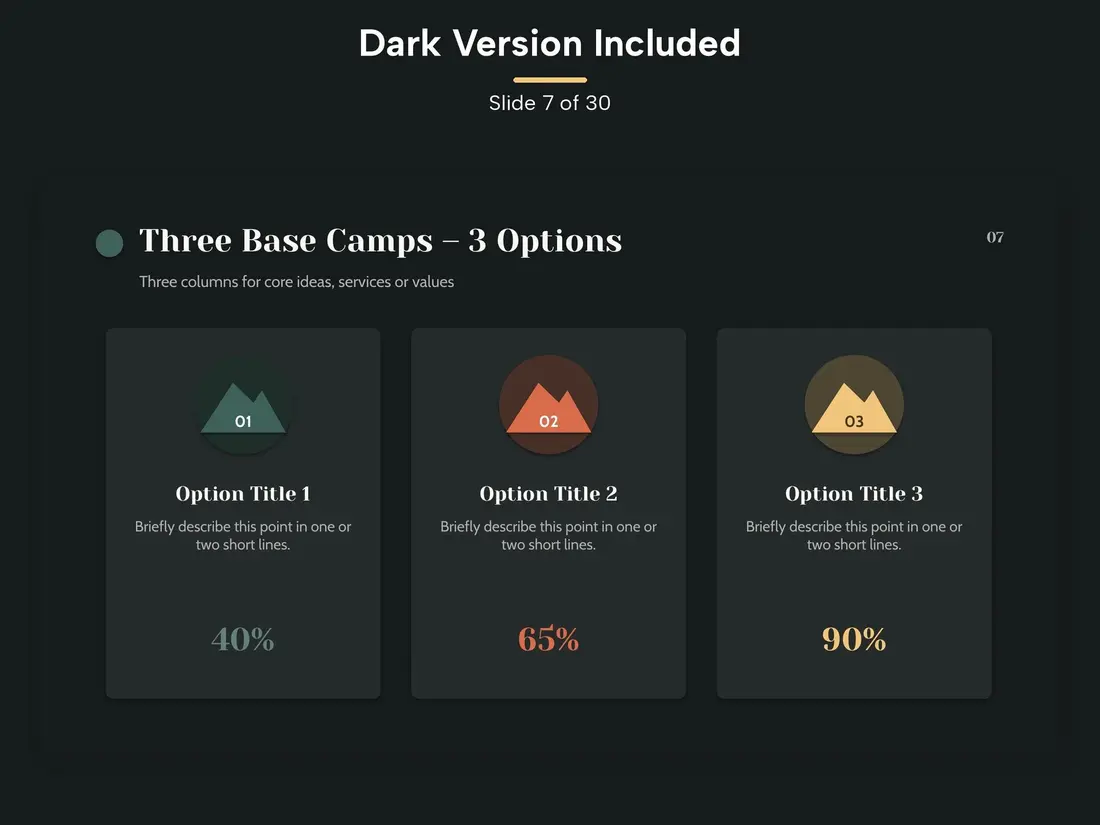 Dark Version Included
Slide 7 of 30
Three Base Camps – 3 Options
07
Three columns for core ideas, services or values
01
Option Title 1
Briefly describe this point in one or
two short lines.
40%
02
Option Title 2
Briefly describe this point in one or
two short lines.
65%
03
Option Title 3
Briefly describe this point in one or
two short lines.
90%